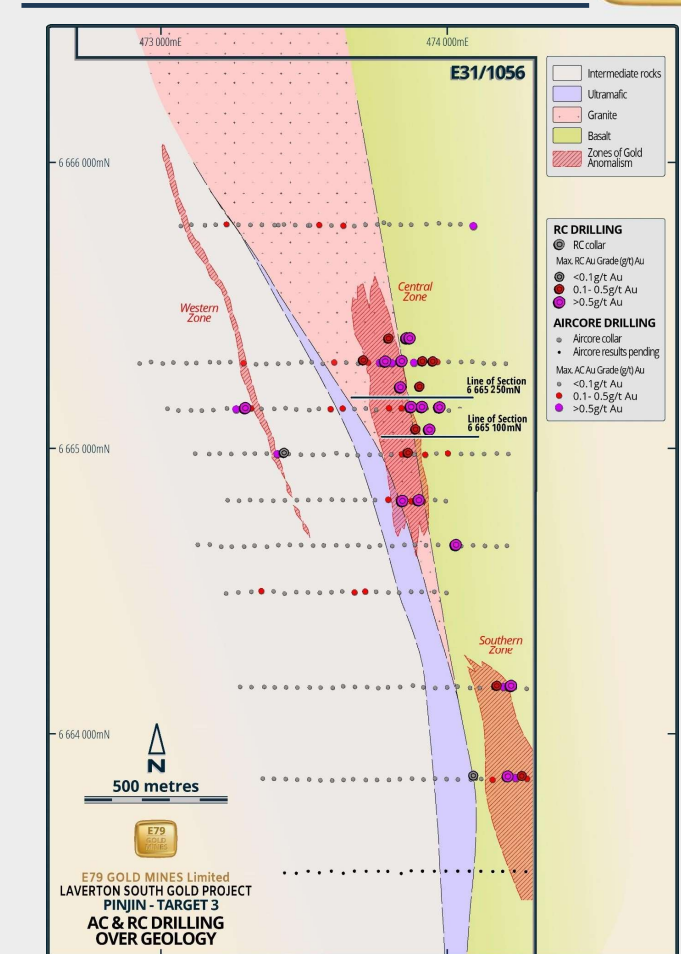 473 000mE
474 000mE
E31/1056
Intermediate rocks
Ultramafic
Granite
Basalt
Zones of Gold
Anomalism
6 666 000mN
RC DRILLING
RC collar
Max. RC Au Grade (g/t) Au
<0.1g/t Au
0.1- 0.5g/t Au
>0.5g/t Au
AIRCORE DRILLING
Aircore collar
Aircore results pending
Max. AC Au Grade (g/t) Au
<0.1g/t Au
0.1- 0.5g/t Au
>0.5g/t Au
Central
Zone
Western
Zone
Line of Section
6 665 250mN
Line of Section
6 665 100mN
6 665 000mN
Southern
Zone
6 664 000mN
N
500 metres
E79
GOLD
MINES
E79 GOLD MINES Limited
LAVERTON SOUTH GOLD PROJECT
PINJIN - TARGET 3
AC & RC DRILLING
OVER GEOLOGY